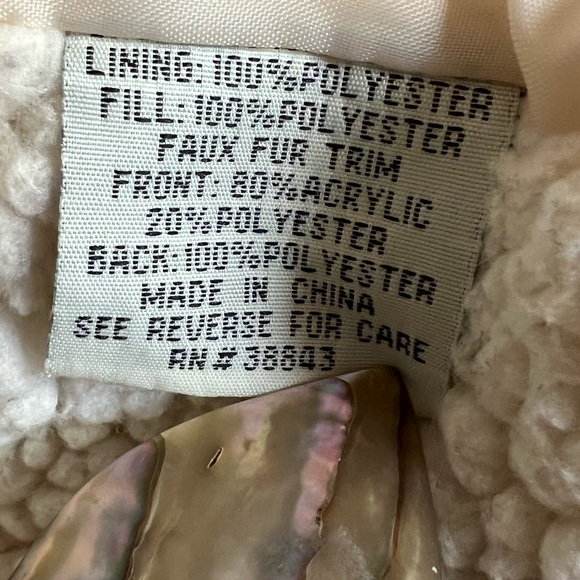 LINING: 100% POLYESTER
FILL: 100% POLYESTER
FAUX FUR TRIM
FRONT: 80% ACRYLIC
20% POLYESTER
BACK: 100% POLYESTER
MADE IN CHINA
SEE REVERSE FOR CARE
RN # 38843